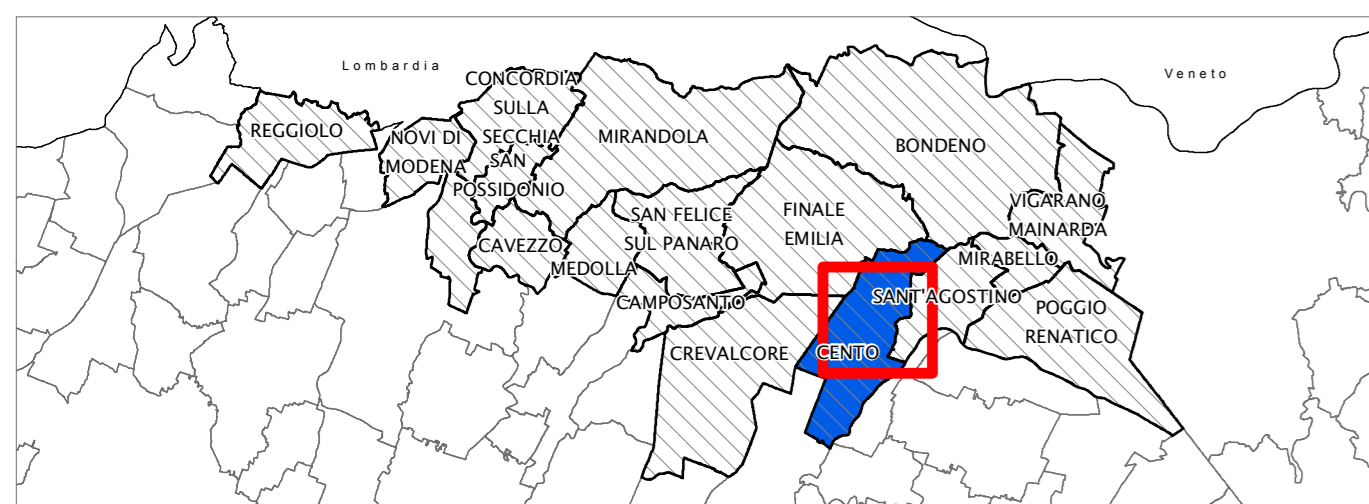 Lombardia
Veneto
CONCORDIA
SULLA
SECCHIA
REGGIOLO
NOVI DI
MODENA
MIRANDOLA
BONDENO
SAN
POSSIDONIO
VIGARANO
MAINARDA
SAN FELICE
SUL PANARO
FINALE
EMILIA
CAVEZZO
MEDOLLA
MIRABELLO
CAMPOSANTO
SANT'AGOSTINO
POGGIO
RENATICO
CREVALCORE
CENTO